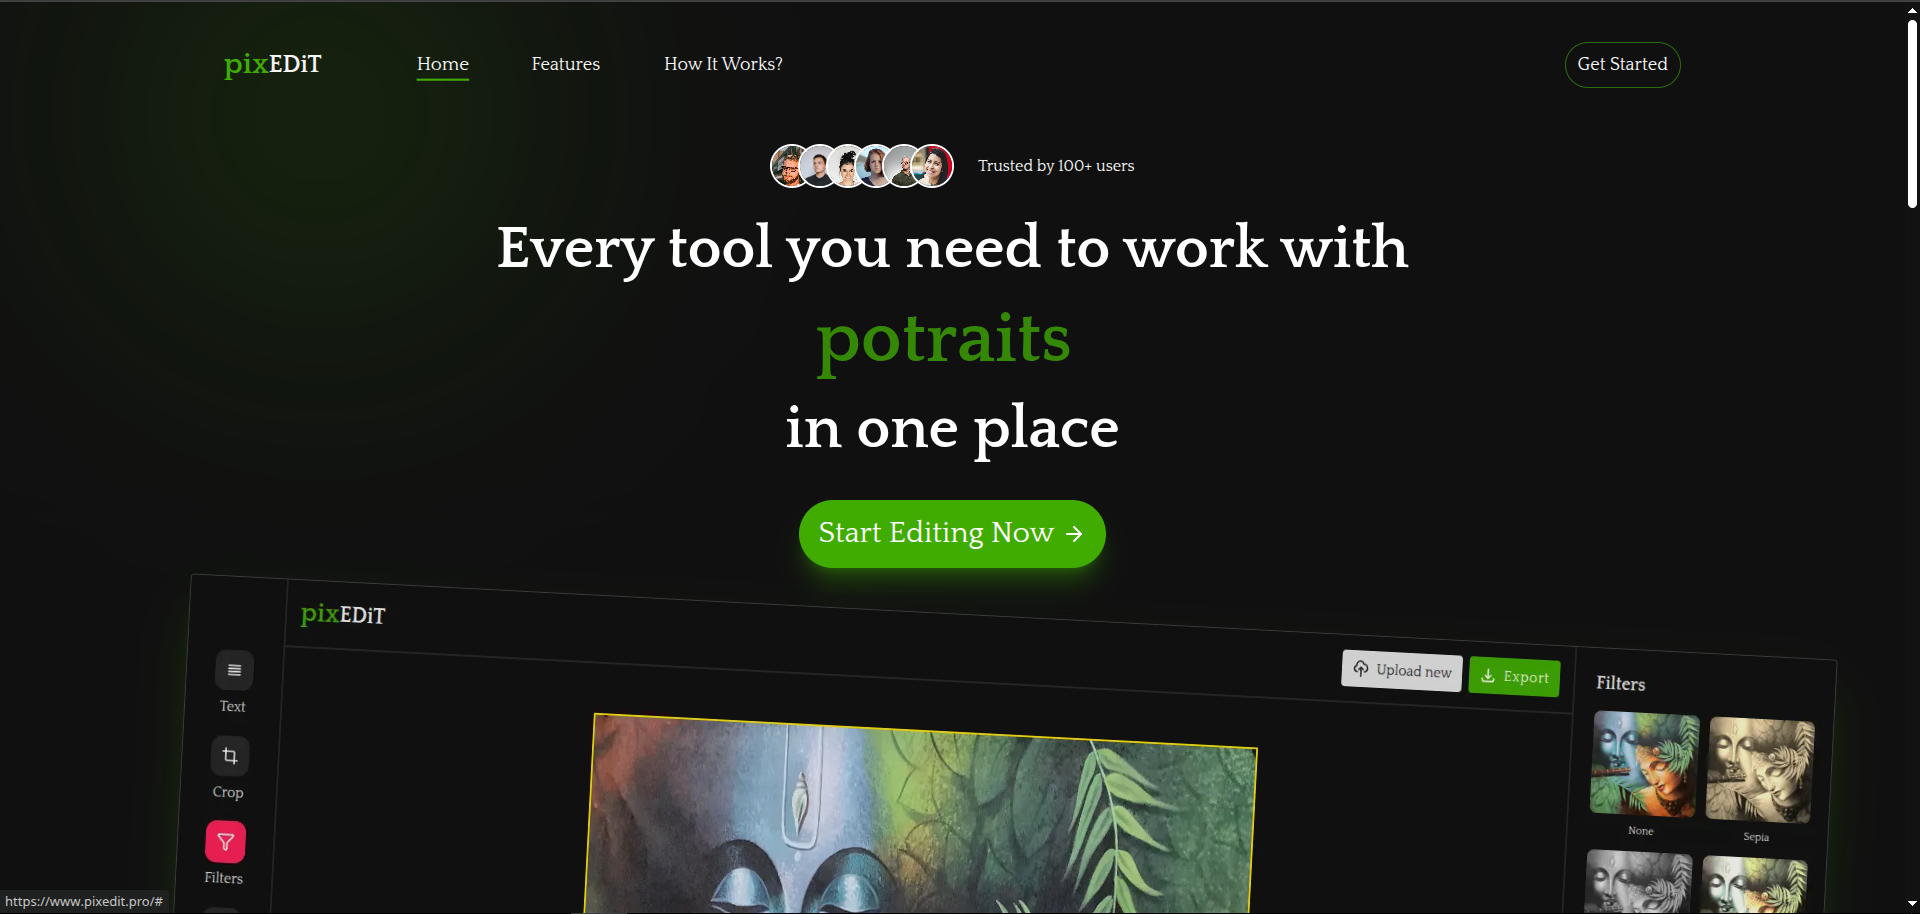 pixEDiT Home Features How It Works? Get Started
Trusted by 100+ users
Every tool you need to work with
potraits
in one place
Start Editing Now →
pixEDiT
Upload new Export
Filters
Text
Crop
None Sepia
Filters
https://www.pixedit.pro/#